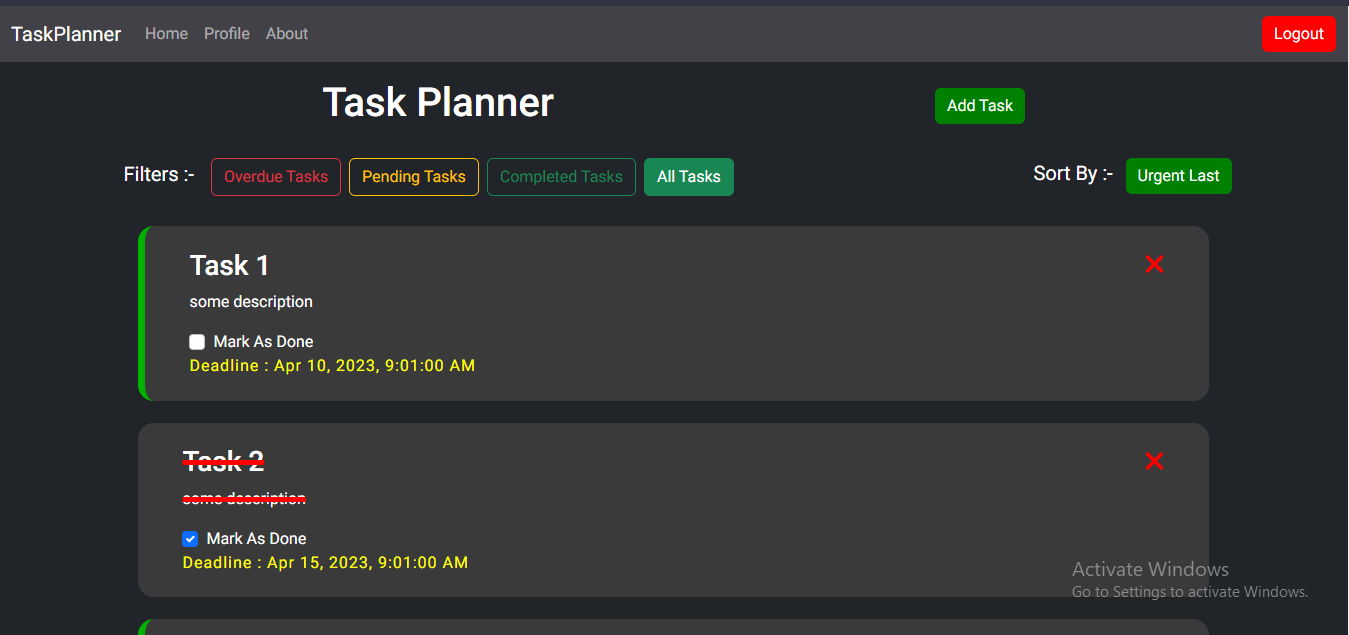 TaskPlanner Home Profile About Logout
Task Planner Add Task
Filters :- Overdue Tasks Pending Tasks Completed Tasks All Tasks Sort By :- Urgent Last
Task 1
some description
Mark As Done
Deadline : Apr 10, 2023, 9:01:00 AM
Task 2
some description
Mark As Done
Deadline : Apr 15, 2023, 9:01:00 AM
Activate Windows
Go to Settings to activate Windows.